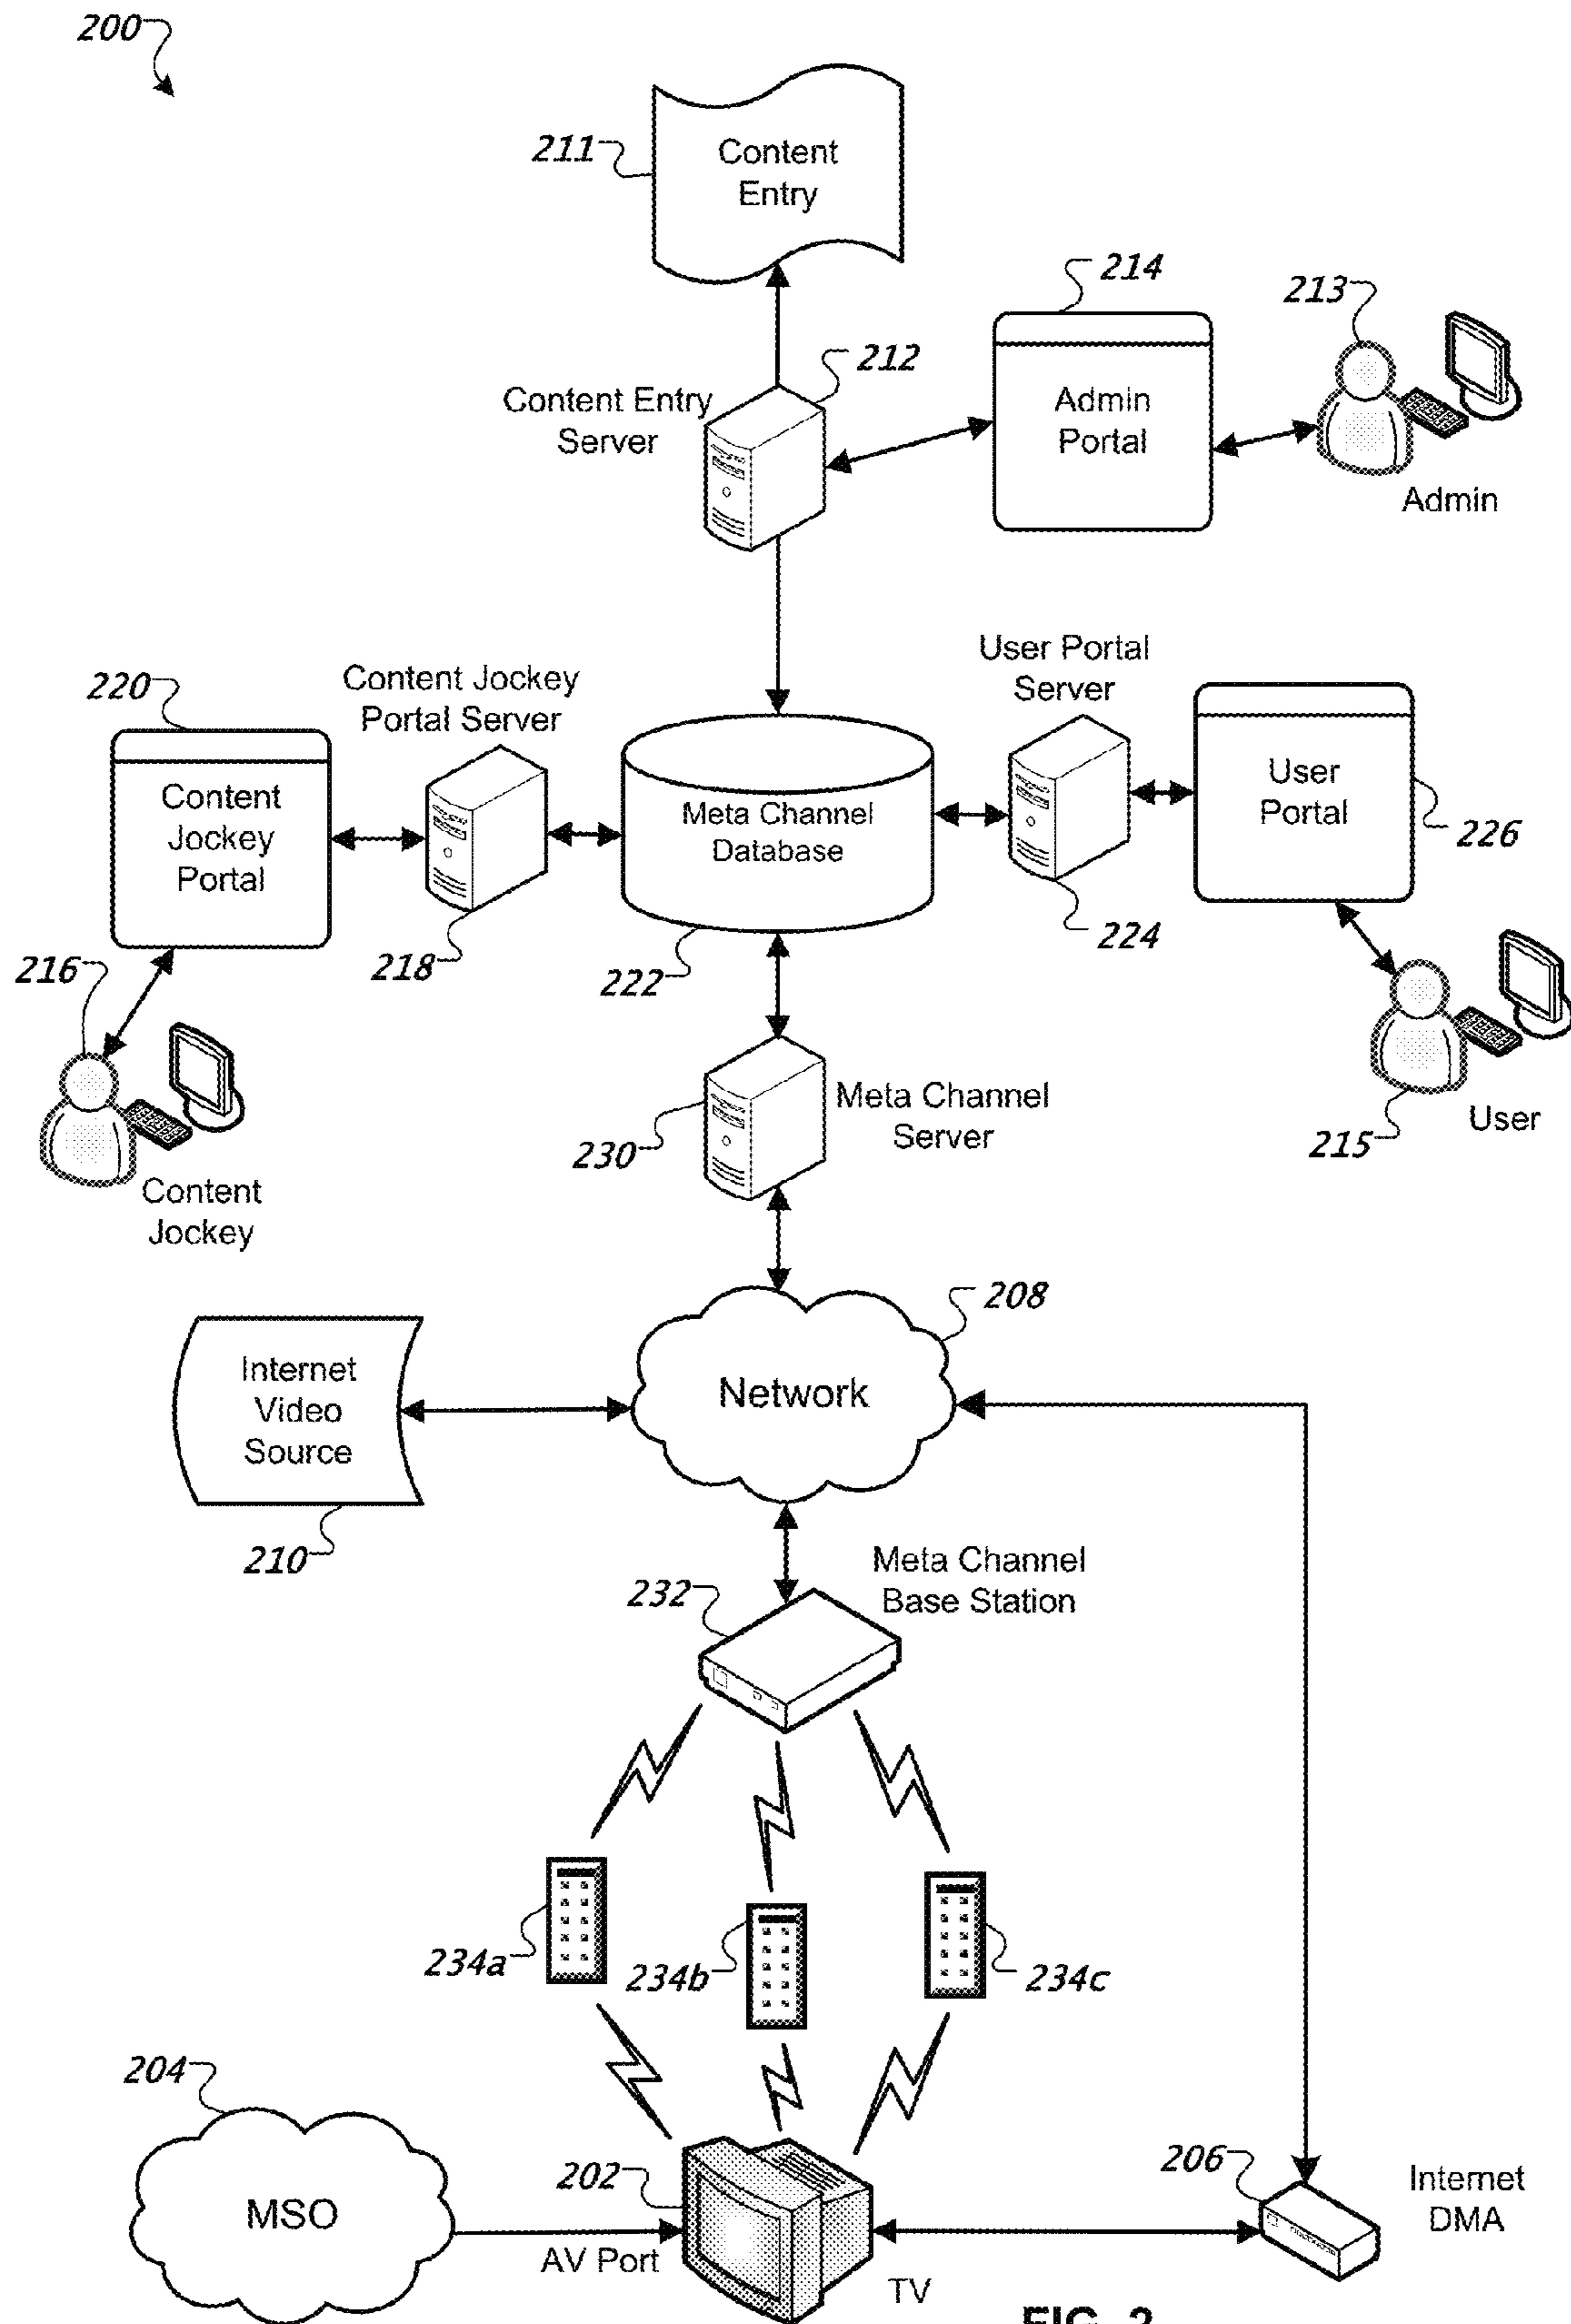 200
211
Content
Entry
214
213
212
Content Entry
Server
Admin
Portal
Admin
User Portal
Server
220
Content Jockey
Portal Server
Content
Jockey
Portal
Meta Channel
Database
User
Portal
226
216
218
222
224
230
Meta Channel
Server
User
215
Content
Jockey
208
Internet
Video
Source
Network
210
Meta Channel
Base Station
232
234a
234b
234c
204
202
206
Internet
DMA
MSO
AV Port
TV
FIG. 2